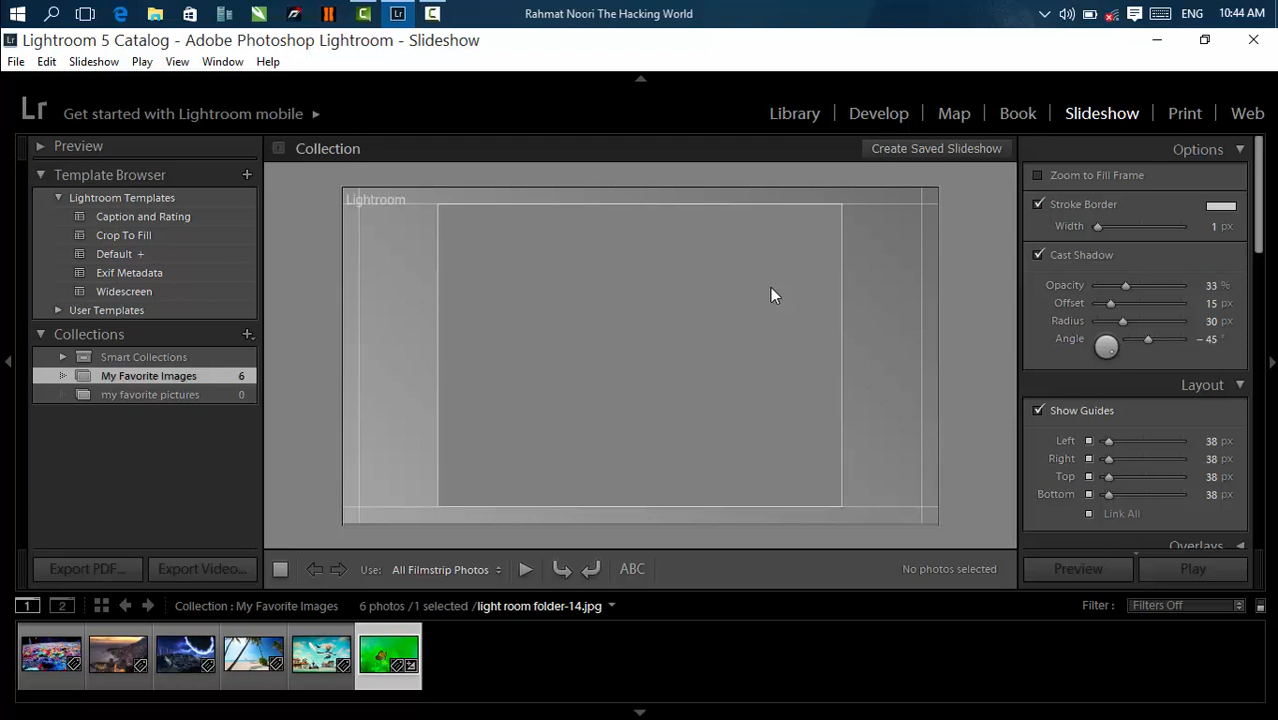 Rahmat Noori The Hacking World
ENG
10:44 AM
Lr Lightroom 5 Catalog - Adobe Photoshop Lightroom - Slideshow
File Edit Slideshow Play View Window Help
Lr Get started with Lightroom mobile
Library Develop Map Book Slideshow Print Web
Preview
Template Browser
Lightroom Templates
Caption and Rating
Crop To Fill
Default +
Exif Metadata
Widescreen
User Templates
Collections
Smart Collections
My Favorite Images 6
my favorite pictures 0
Export PDF... Export Video...
Collection
Create Saved Slideshow
Lightroom
Use: All Filmstrip Photos
ABC
No photos selected
Options
Zoom to Fill Frame
Stroke Border
Width 1 px
Cast Shadow
Opacity 33 %
Offset 15 px
Radius 30 px
Angle - 45 °
Layout
Show Guides
Left 38 px
Right 38 px
Top 38 px
Bottom 38 px
Link All
Overlays
Preview Play
1 2
Collection : My Favorite Images 6 photos /1 selected /light room folder-14.jpg
Filter : Filters Off